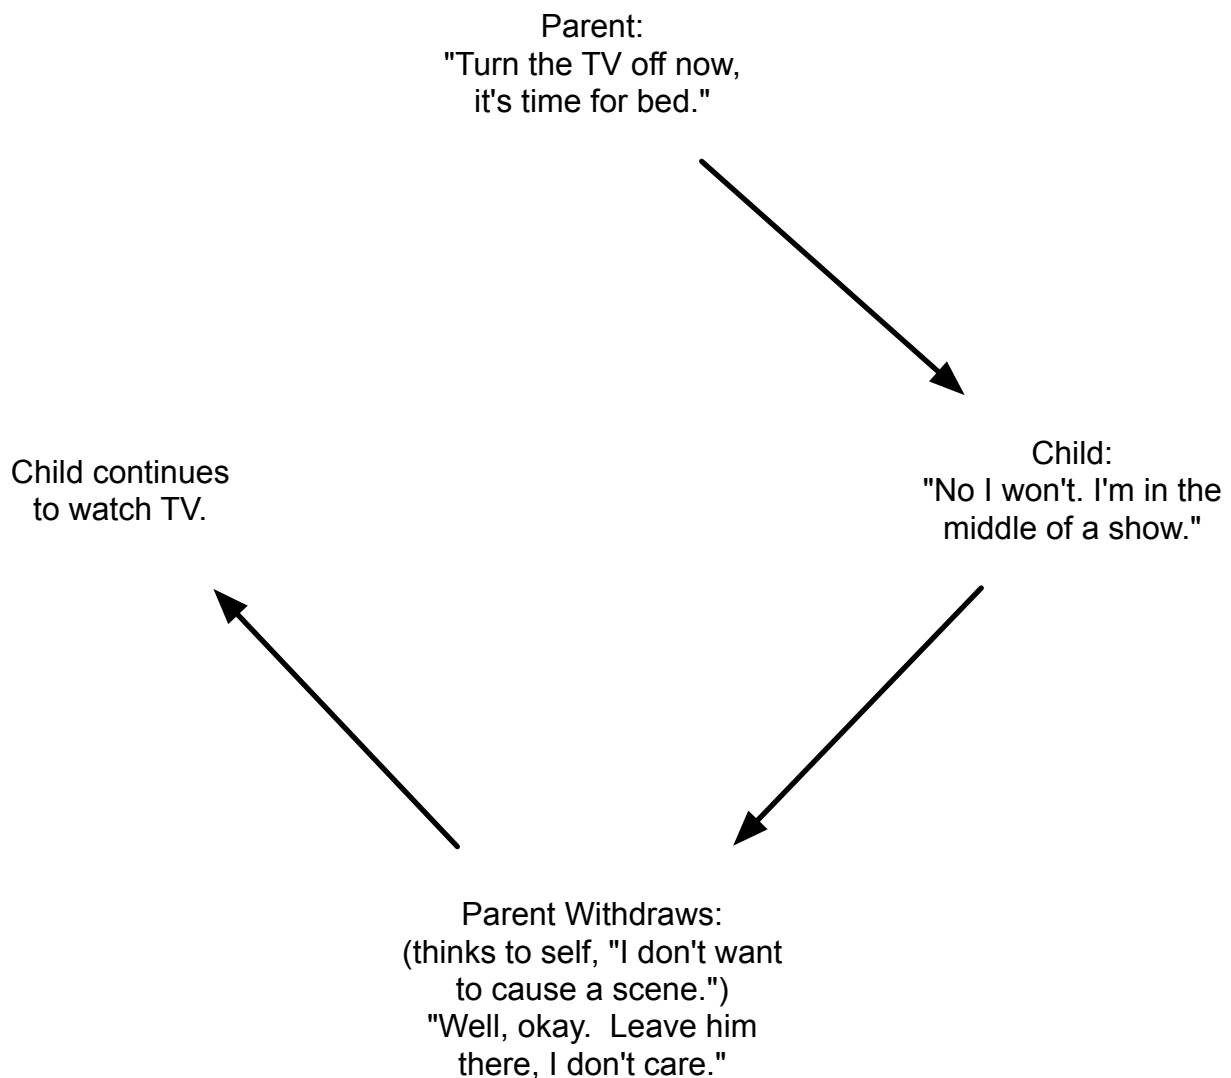 Parent:
"Turn the TV off now,
it's time for bed."
Child:
"No I won't. I'm in the
middle of a show."
Parent Withdraws:
(thinks to self, "I don't want
to cause a scene.")
"Well, okay.  Leave him
there, I don't care."
Child continues
to watch TV.